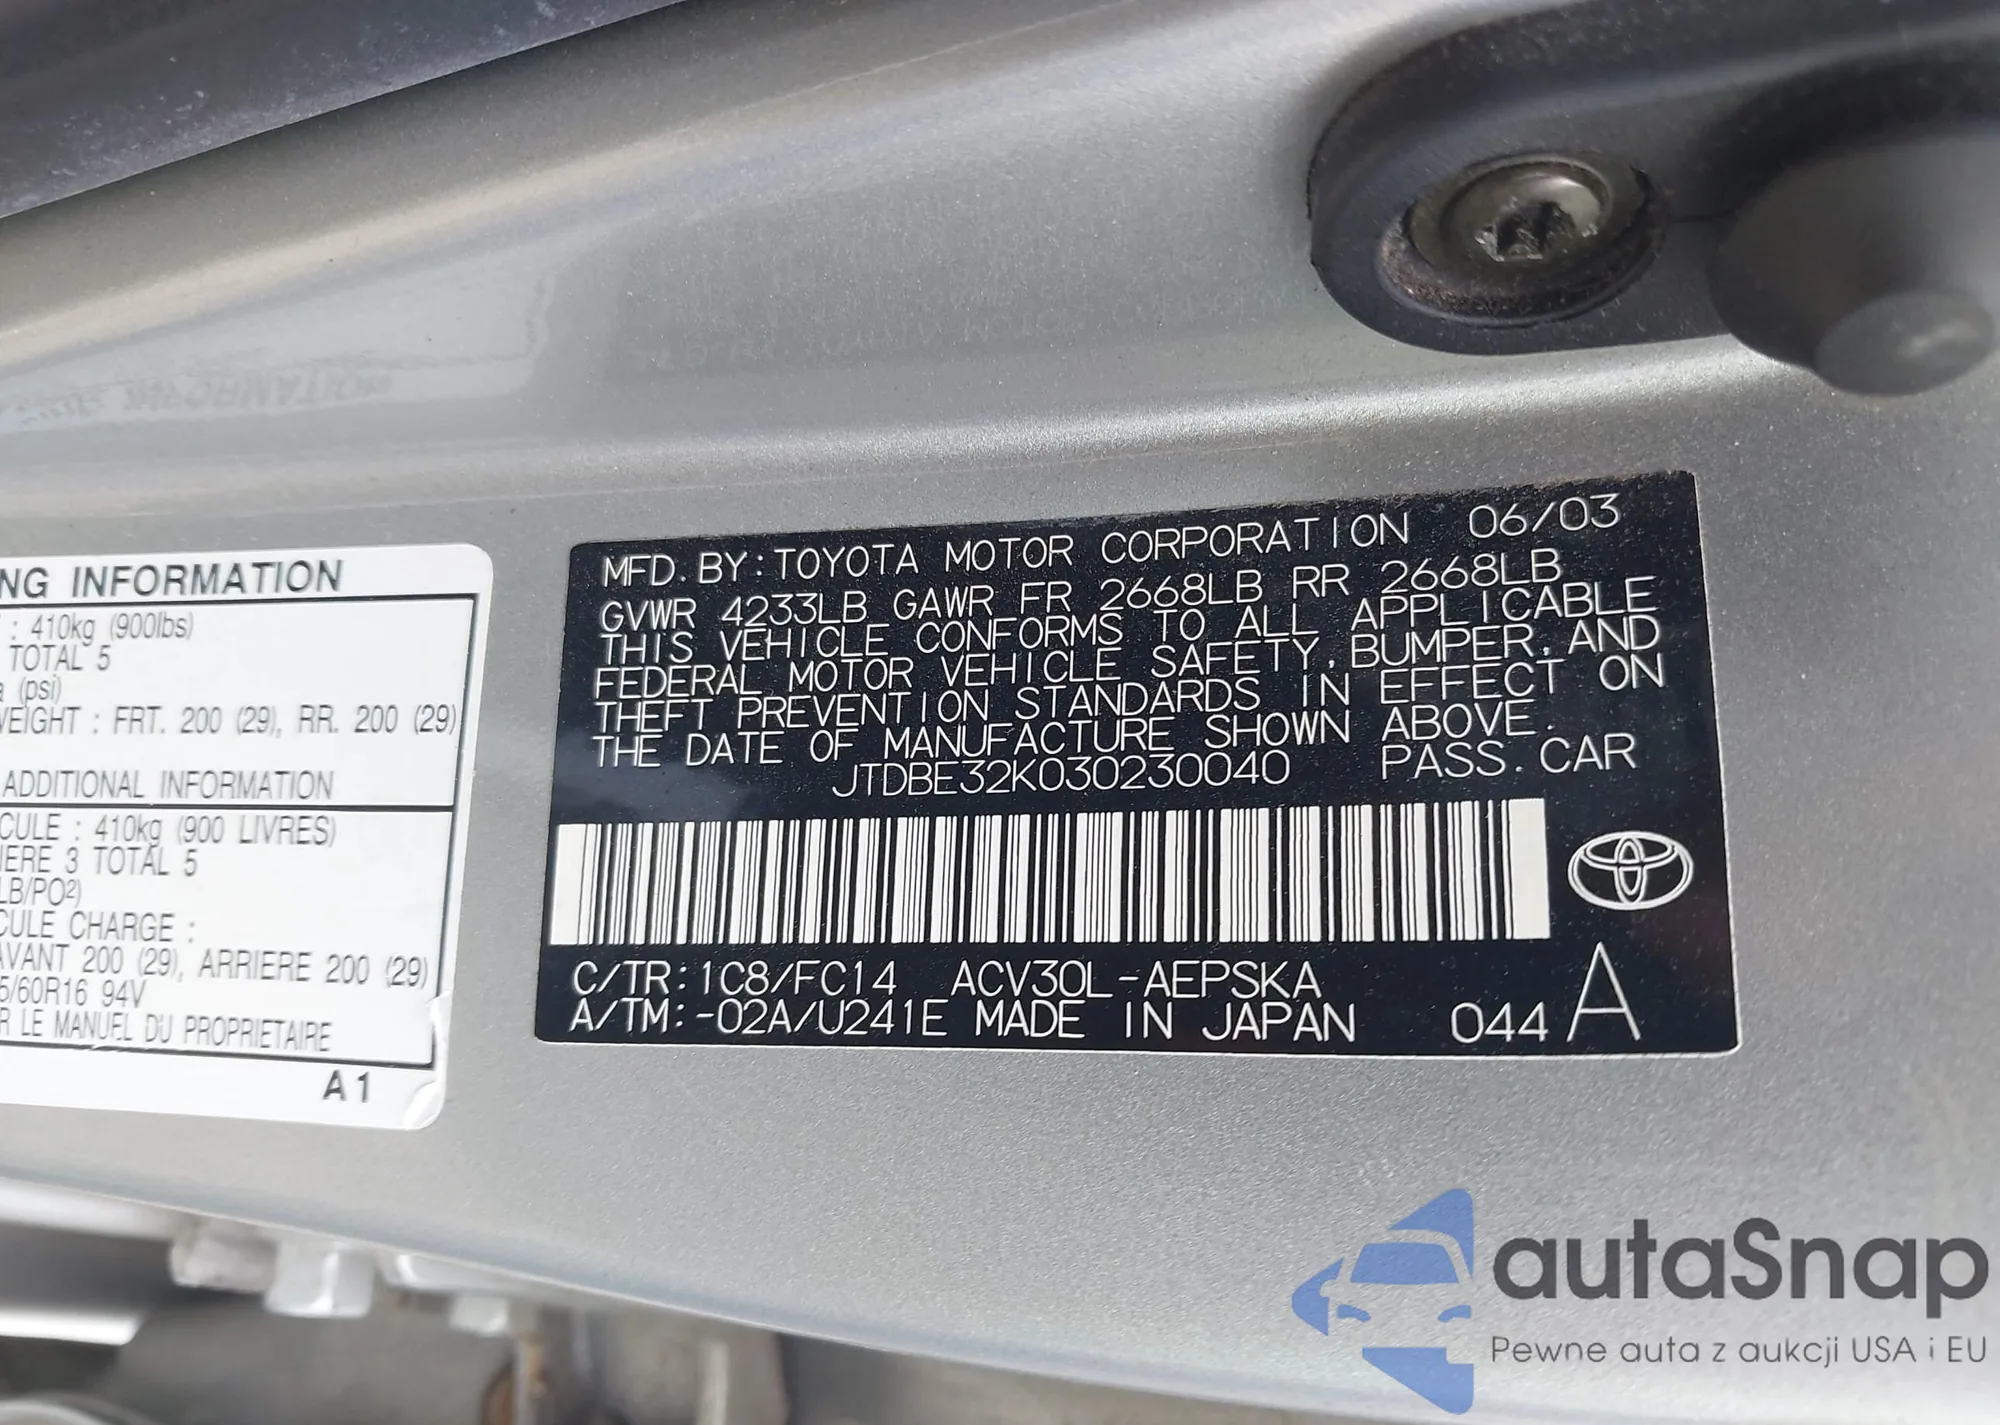 NG INFORMATION
: 410kg (900lbs)
TOTAL 5
(psi)
WEIGHT : FRT. 200 (29), RR. 200 (29)
ADDITIONAL INFORMATION
CULE : 410kg (900 LIVRES)
IERE 3 TOTAL 5
LB/PO²)
CULE CHARGE :
AVANT 200 (29), ARRIERE 200 (29)
5/60R16 94V
R LE MANUEL DU PROPRIETAIRE
A1
MFD. BY: TOYOTA MOTOR CORPORATION 06/03
GVWR 4233LB GAWR FR 2668LB RR 2668LB
THIS VEHICLE CONFORMS TO ALL APPLICABLE
FEDERAL MOTOR VEHICLE SAFETY, BUMPER, AND
THEFT PREVENTION STANDARDS IN EFFECT ON
THE DATE OF MANUFACTURE SHOWN ABOVE.
JTDBE32K030230040 PASS. CAR
C/TR: 1C8/FC14 ACV30L-AEPSKA
A/TM: -02A/U241E MADE IN JAPAN 044 A
autaSnap
Pewne auta z aukcji USA i EU